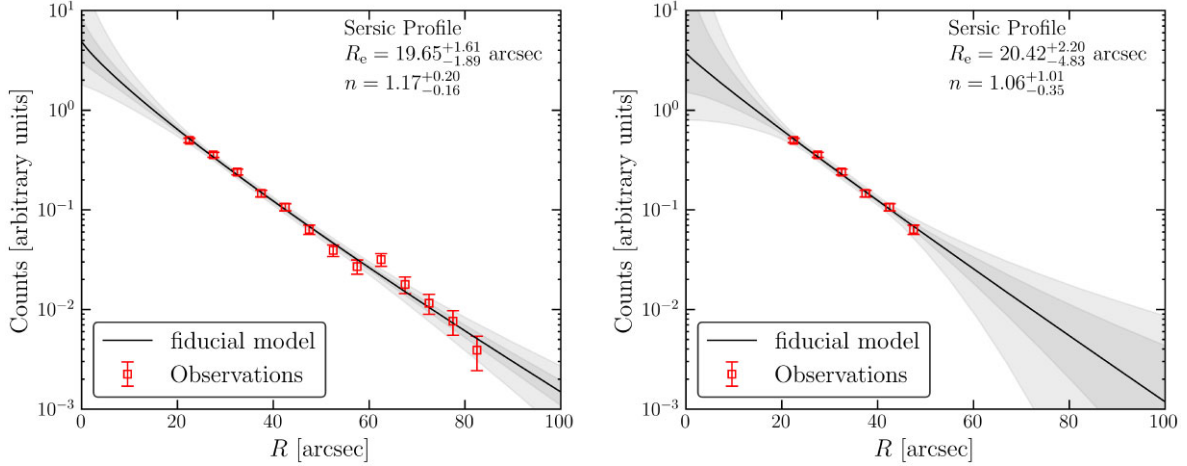 Counts [arbitrary units]
10^1
10^0
10^{-1}
10^{-2}
10^{-3}
Sersic Profile
R_e = 19.65^{+1.61}_{-1.89} arcsec
n = 1.17^{+0.20}_{-0.16}
fiducial model
Observations
0 20 40 60 80 100
R [arcsec]
Counts [arbitrary units]
10^1
10^0
10^{-1}
10^{-2}
10^{-3}
Sersic Profile
R_e = 20.42^{+2.20}_{-4.83} arcsec
n = 1.06^{+1.01}_{-0.35}
fiducial model
Observations
0 20 40 60 80 100
R [arcsec]